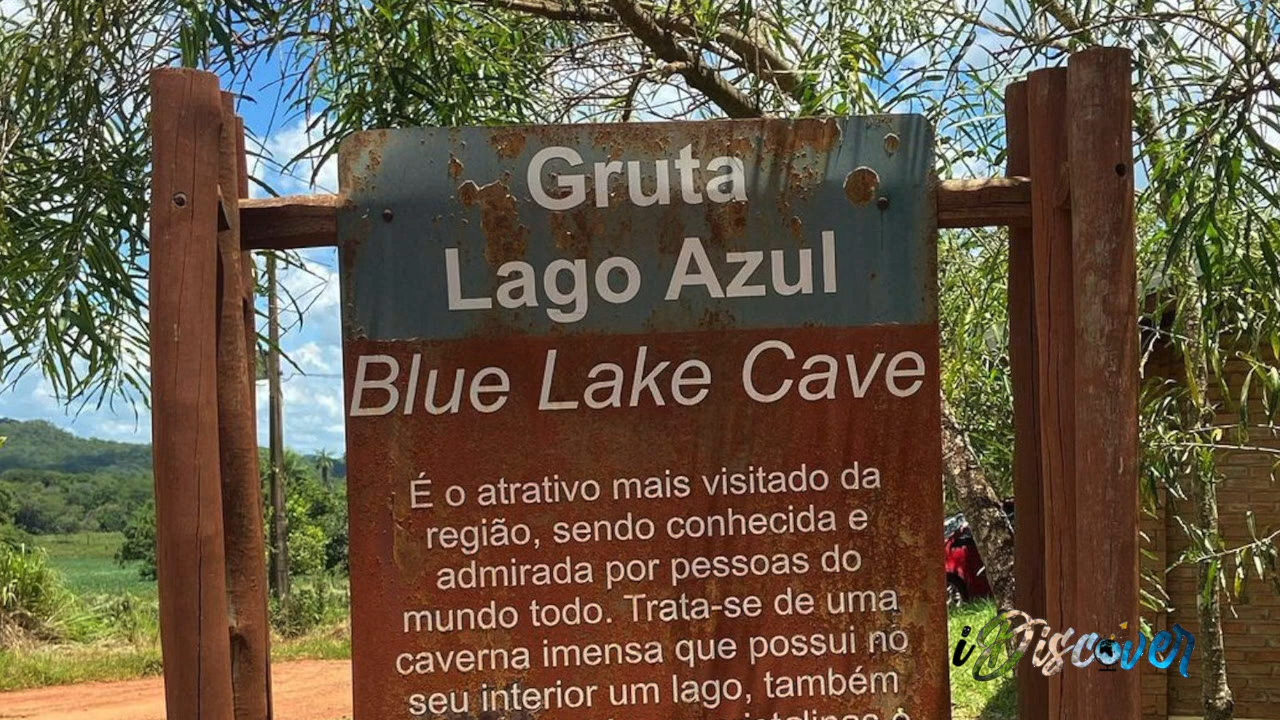 Gruta
Lago Azul
Blue Lake Cave
É o atrativo mais visitado da
região, sendo conhecida e
admirada por pessoas do
mundo todo. Trata-se de uma
caverna imensa que possui no
seu interior um lago, também
iDiscover